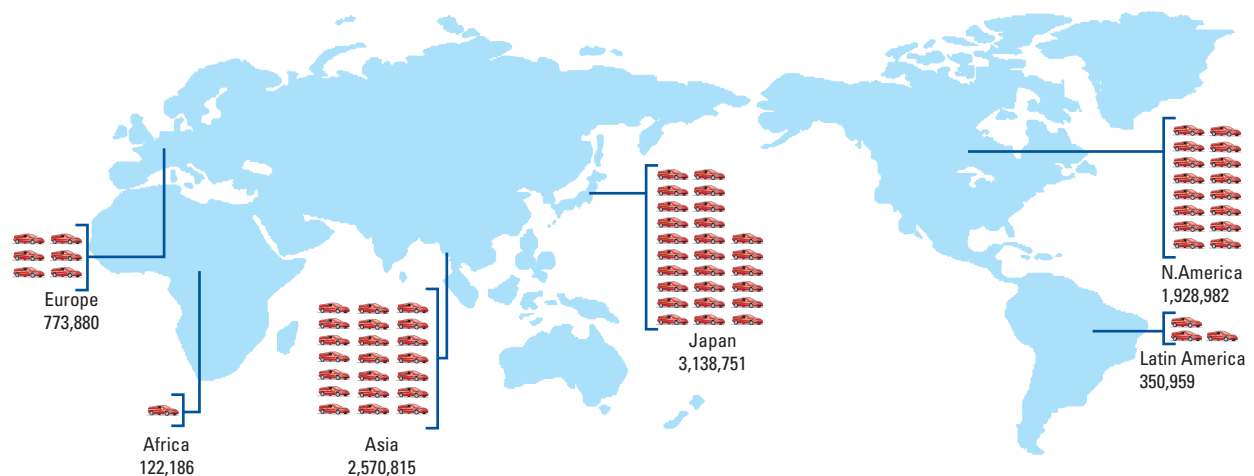 Europe
773,880
Africa
122,186
Asia
2,570,815
Japan
3,138,751
N.America
1,928,982
Latin America
350,959